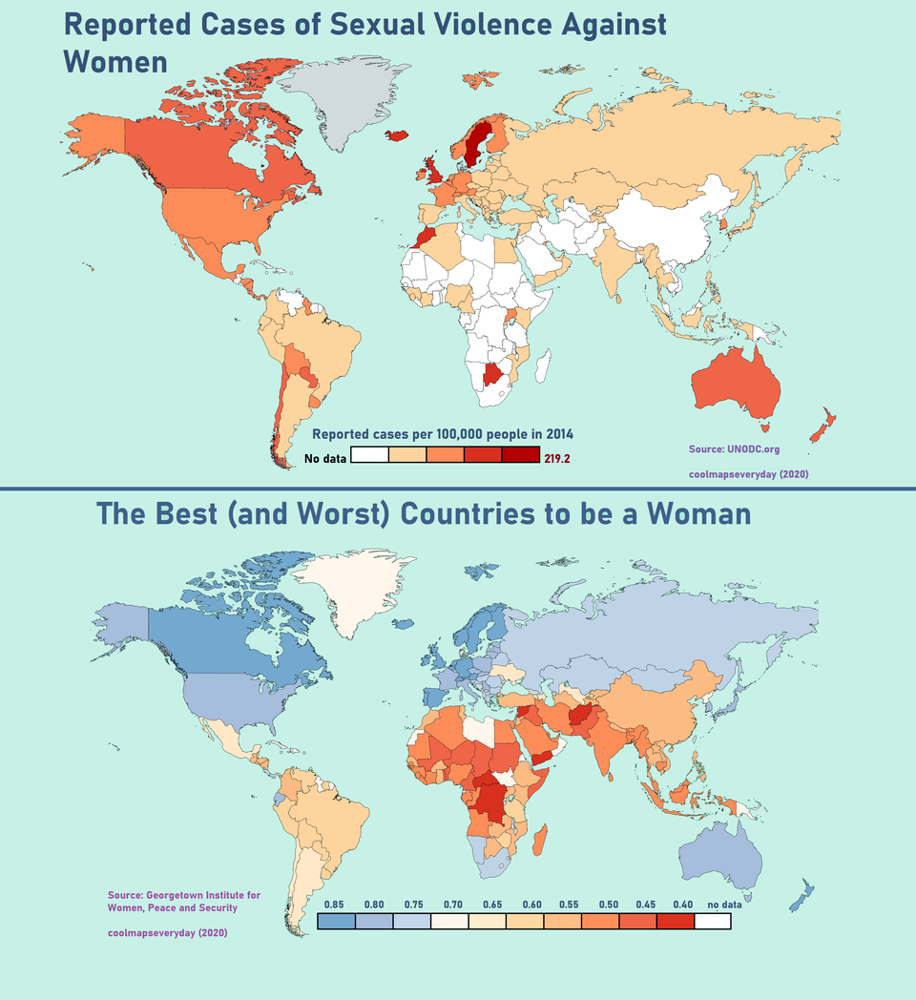 Reported Cases of Sexual Violence Against
Women
Reported cases per 100,000 people in 2014
No data
219.2
Source: UNODC.org
coolmapseveryday (2020)
The Best (and Worst) Countries to be a Woman
Source: Georgetown Institute for
Women, Peace and Security
coolmapseveryday (2020)
0.85 0.80 0.75 0.70 0.65 0.60 0.55 0.50 0.45 0.40 no data